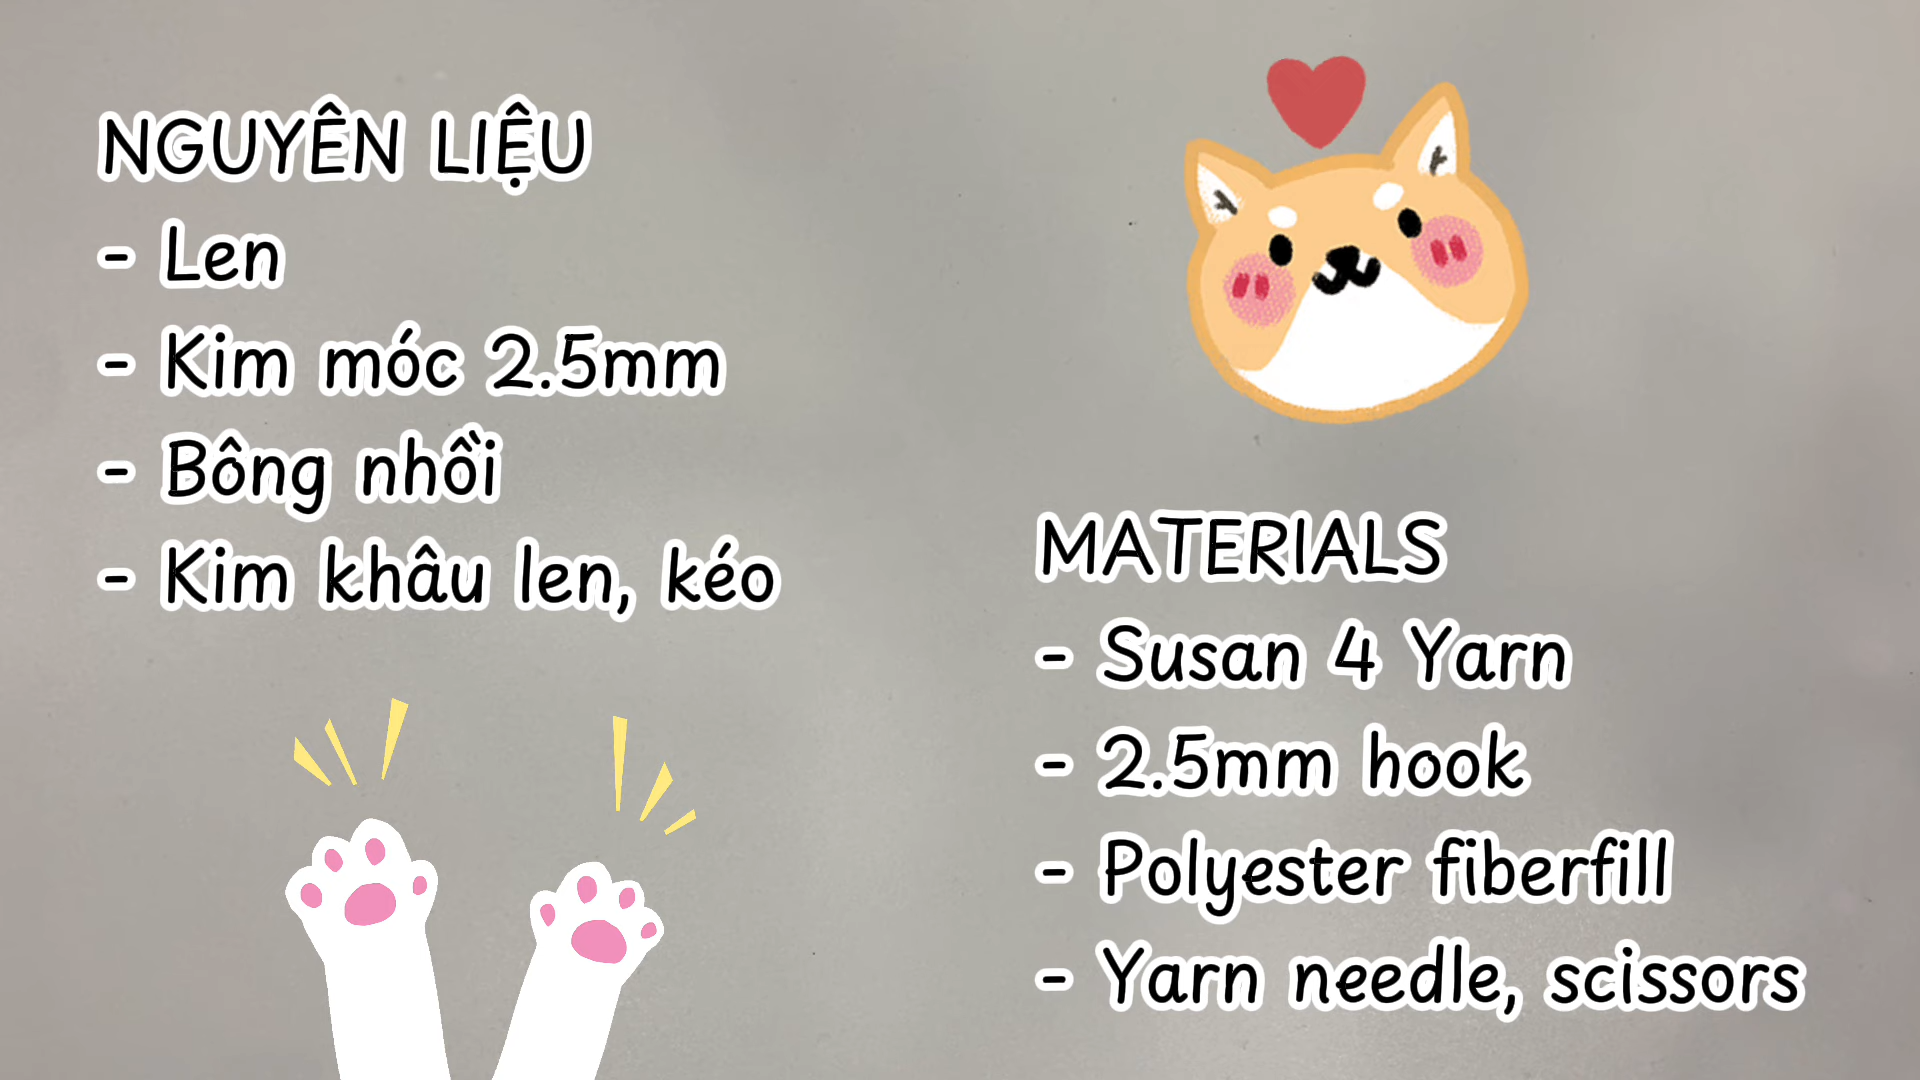 NGUYÊN LIỆU
- Len
- Kim móc 2.5mm
- Bông nhồi
- Kim khâu len, kéo
MATERIALS
- Susan 4 Yarn
- 2.5mm hook
- Polyester fiberfill
- Yarn needle, scissors